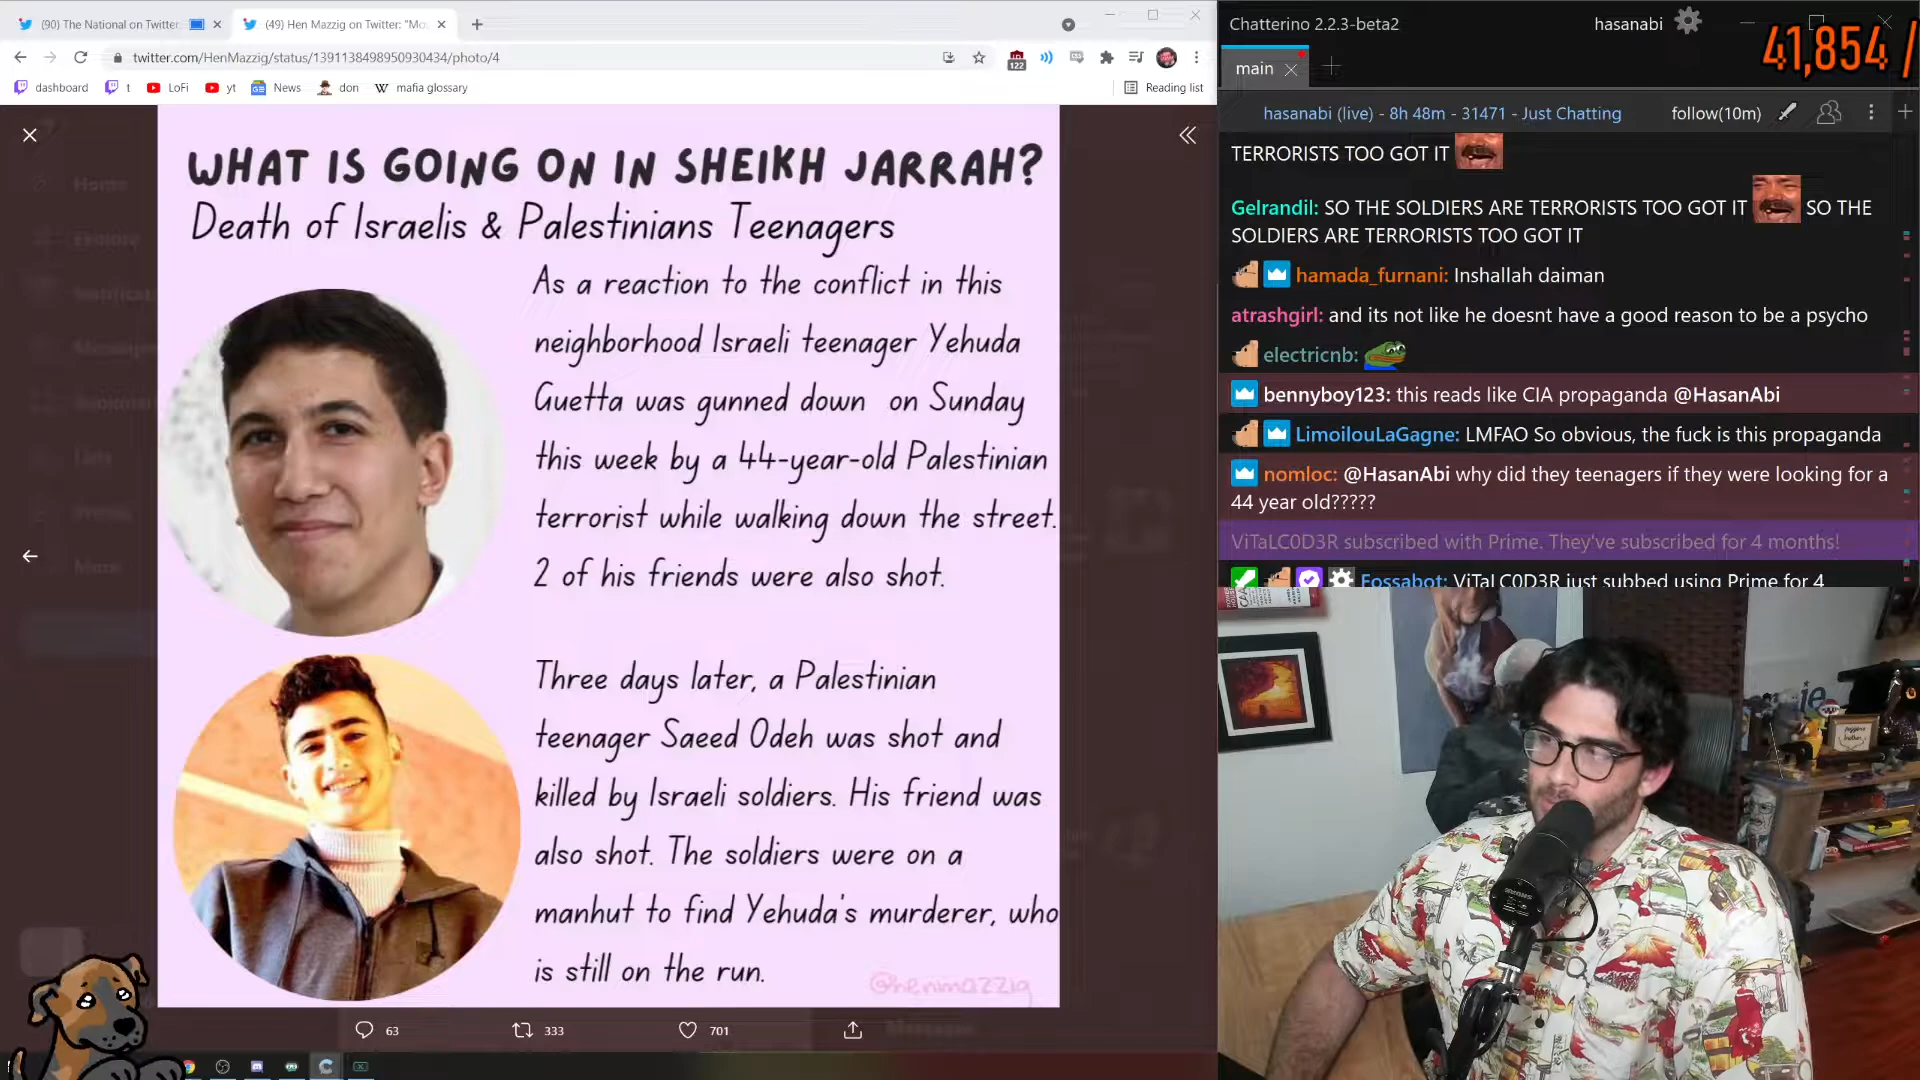 (90) The National on Twitter
(49) Hen Mazzig on Twitter: "Mo
twitter.com/HenMazzig/status/1391138498950930434/photo/4
122
dashboard
t
LoFi
yt
News
don
mafia glossary
Reading list
WHAT IS GOING ON IN SHEIKH JARRAH?
Death of Israelis & Palestinians Teenagers
As a reaction to the conflict in this
neighborhood Israeli teenager Yehuda
Guetta was gunned down on Sunday
this week by a 44-year-old Palestinian
terrorist while walking down the street.
2 of his friends were also shot.
Three days later, a Palestinian
teenager Saeed Odeh was shot and
killed by Israeli soldiers. His friend was
also shot. The soldiers were on a
manhut to find Yehuda's murderer, who
is still on the run.
@henmazzig
63
333
701
Chatterino 2.2.3-beta2
hasanabi
41,854 /
main
hasanabi (live) - 8h 48m - 31471 - Just Chatting
follow(10m)
TERRORISTS TOO GOT IT
Gelrandil: SO THE SOLDIERS ARE TERRORISTS TOO GOT IT SO THE
SOLDIERS ARE TERRORISTS TOO GOT IT
hamada_furnani: Inshallah daiman
atrashgirl: and its not like he doesnt have a good reason to be a psycho
electricnb:
bennyboy123: this reads like CIA propaganda @HasanAbi
LimoilouLaGagne: LMFAO So obvious, the fuck is this propaganda
nomloc: @HasanAbi why did they teenagers if they were looking for a
44 year old?????
ViTaLC0D3R subscribed with Prime. They've subscribed for 4 months!
Fossabot: ViTaLC0D3R just subbed using Prime for 4